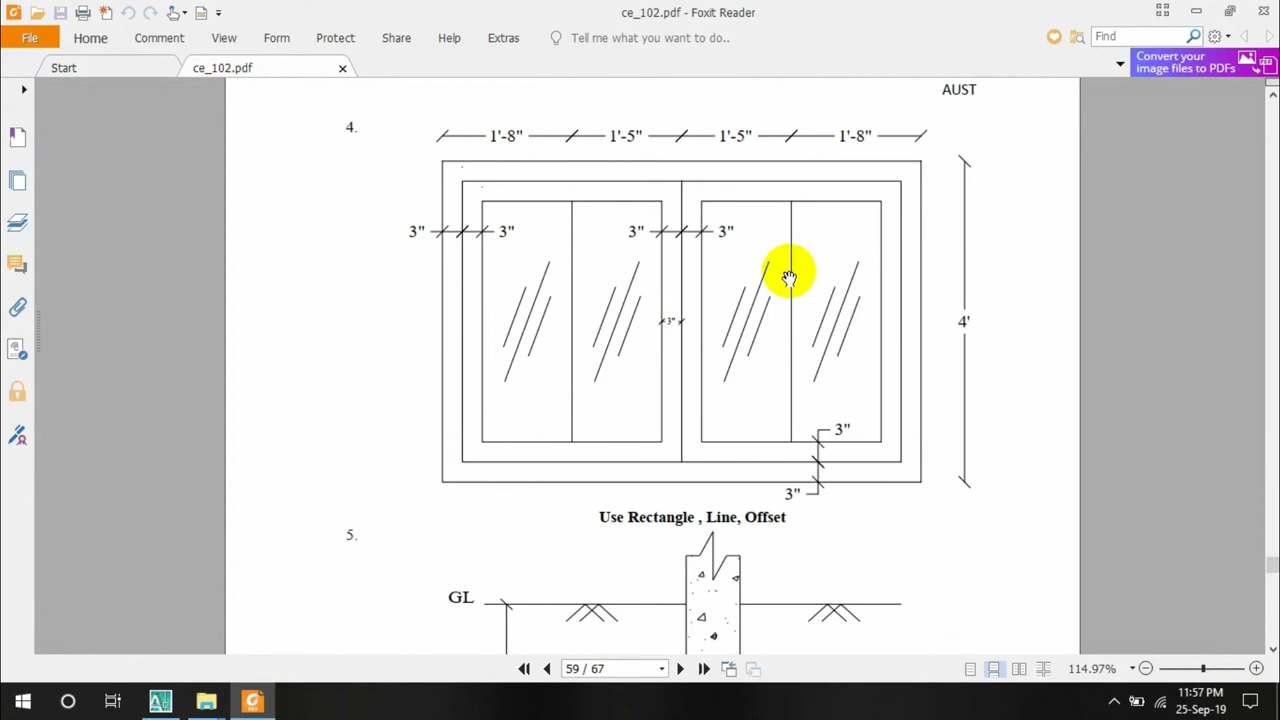 ce_102.pdf - Foxit Reader
File Home Comment View Form Protect Share Help Extras Tell me what you want to do.. Find
Start ce_102.pdf
Convert your
image files to PDFs
AUST
4.
1'-8" 1'-5" 1'-5" 1'-8"
3" 3" 3" 3"
3"
4'
3"
3"
Use Rectangle , Line, Offset
5.
GL
59 / 67
114.97%
11:57 PM
25-Sep-19